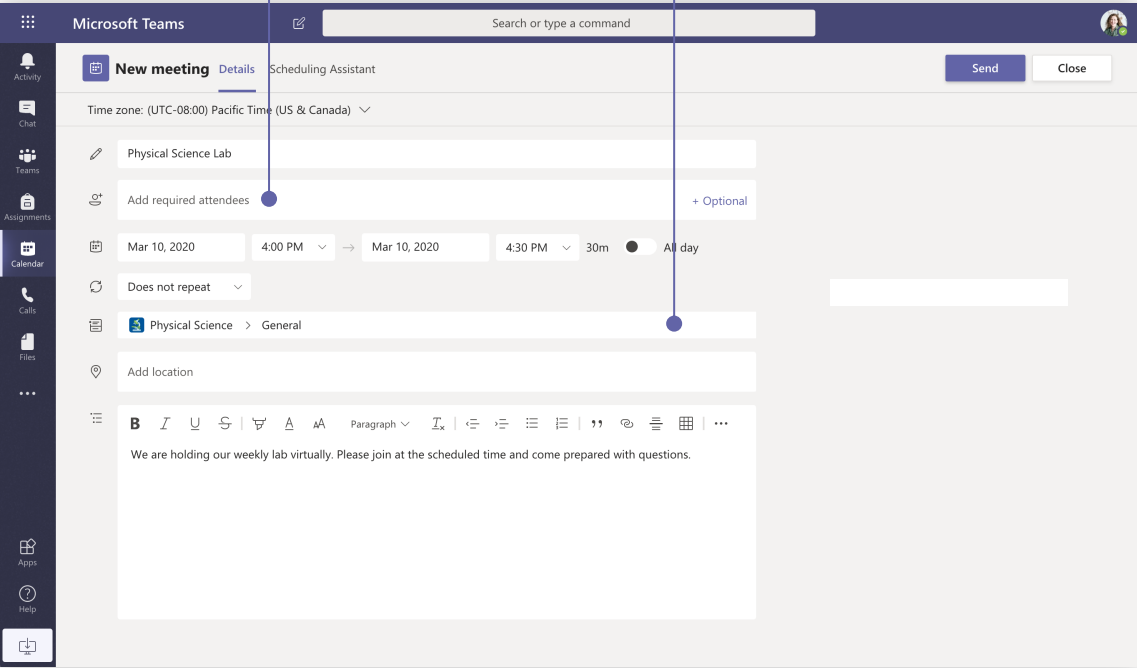 Microsoft Teams
Search or type a command
Activity
Chat
Teams
Assignments
Calendar
Calls
Files
Apps
Help
New meeting Details Scheduling Assistant
Send Close
Time zone: (UTC-08:00) Pacific Time (US & Canada)
Physical Science Lab
Add required attendees + Optional
Mar 10, 2020 4:00 PM Mar 10, 2020 4:30 PM 30m All day
Does not repeat
Physical Science > General
Add location
B I U S A AA Paragraph Tx
We are holding our weekly lab virtually. Please join at the scheduled time and come prepared with questions.